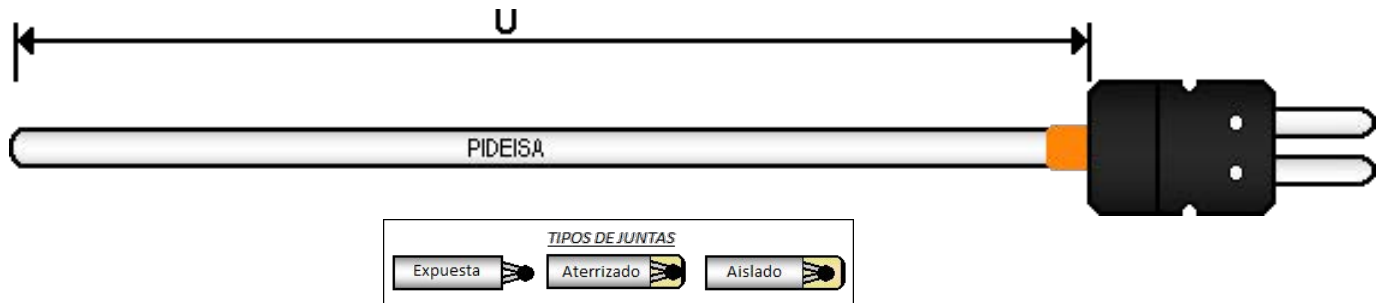 U
PIDEISA
TIPOS DE JUNTAS
Expuesta
Aterrizado
Aislado